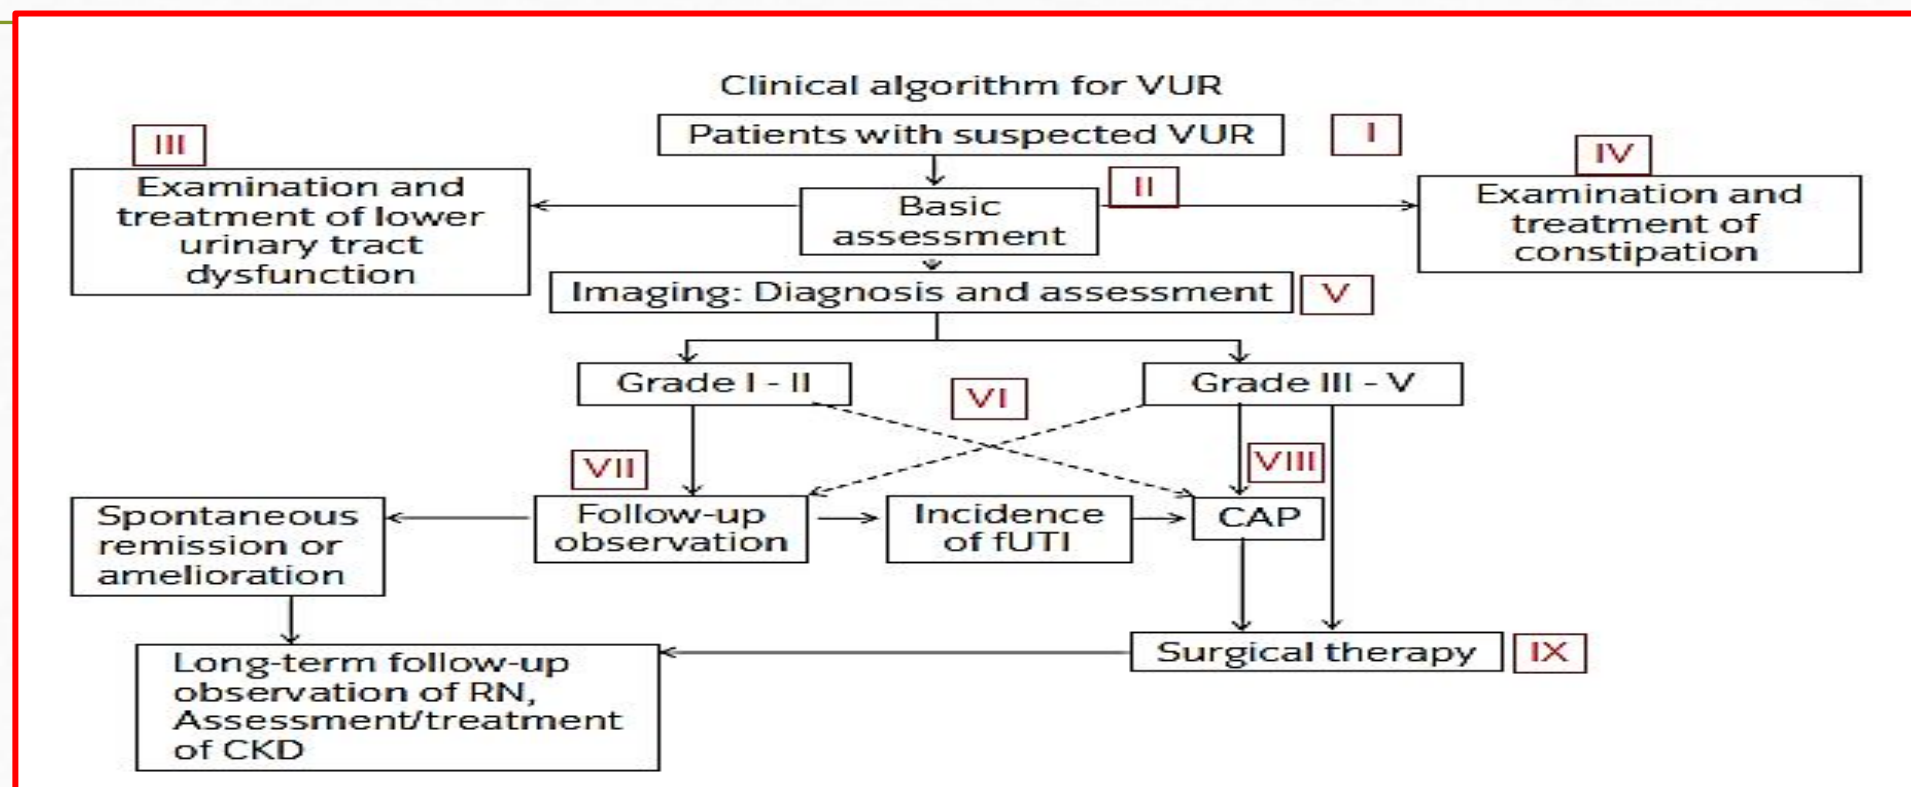 Clinical algorithm for VUR
Patients with suspected VUR
I
III
Examination and
treatment of lower
urinary tract
dysfunction
II
Basic
assessment
IV
Examination and
treatment of
constipation
Imaging: Diagnosis and assessment
V
Grade I - II
VI
Grade III - V
VII
VIII
Spontaneous
remission or
amelioration
Follow-up
observation
Incidence
of fUTI
CAP
Long-term follow-up
observation of RN,
Assessment/treatment
of CKD
Surgical therapy
IX